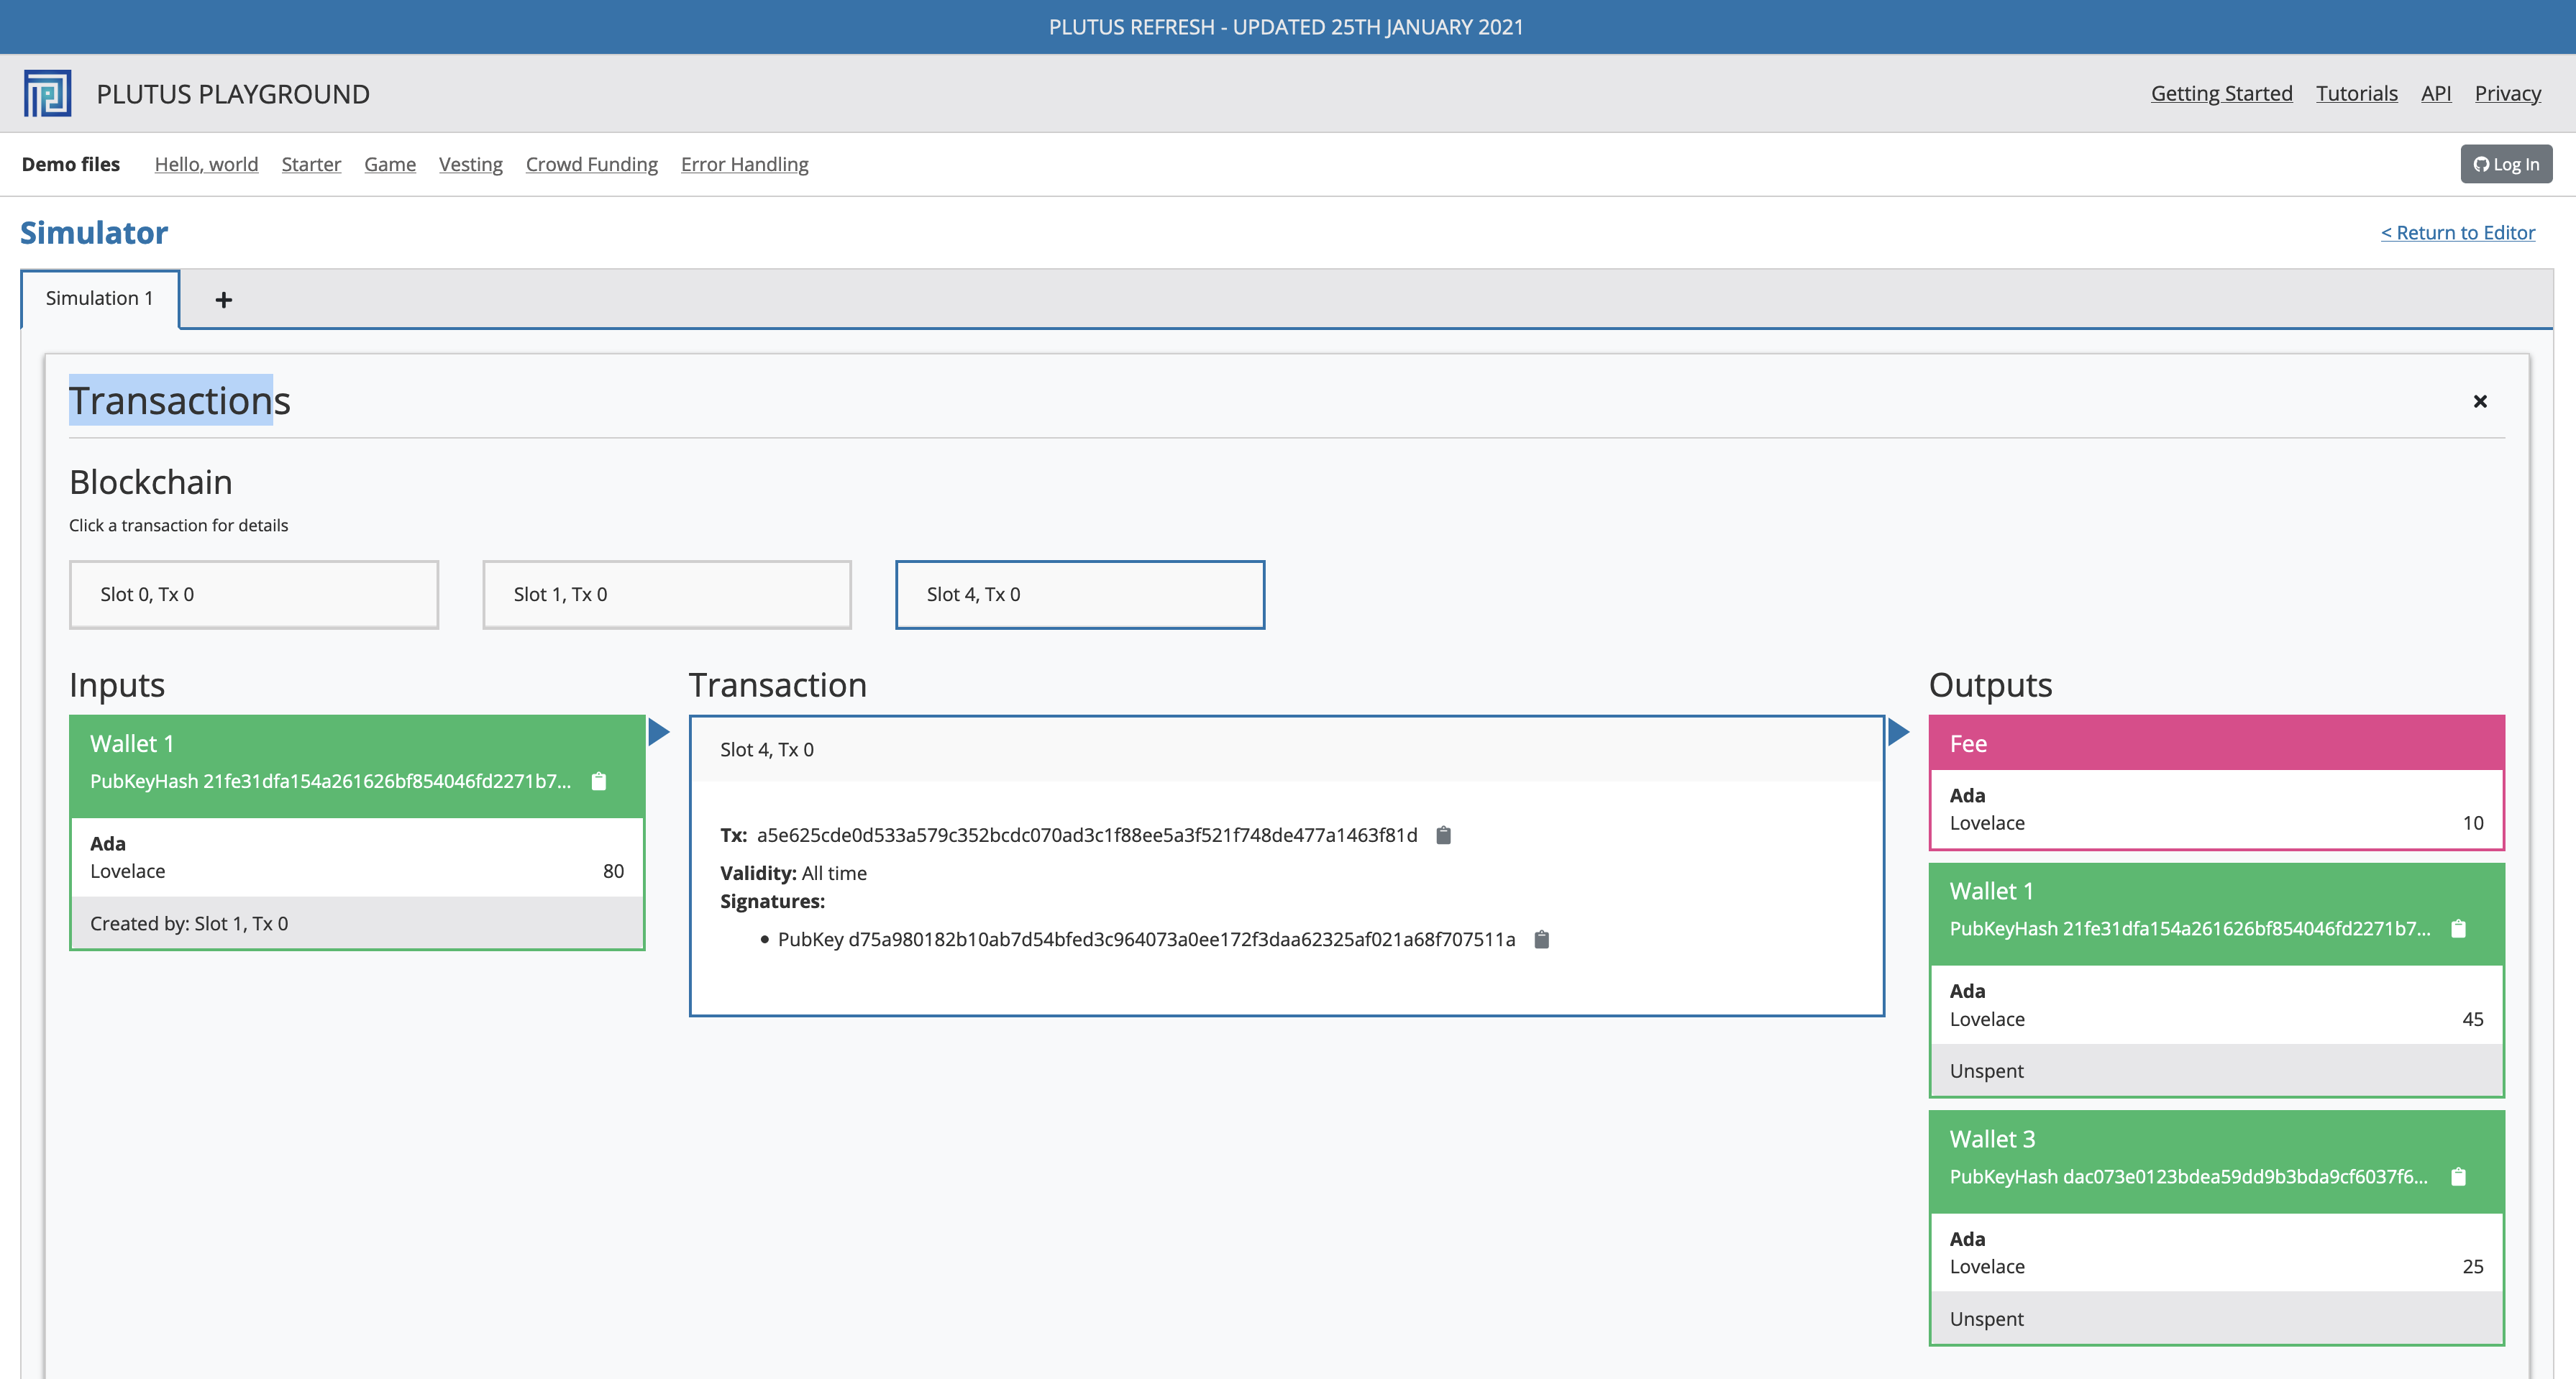 PLUTUS REFRESH - UPDATED 25TH JANUARY 2021
PLUTUS PLAYGROUND
Getting Started Tutorials API Privacy
Demo files Hello, world Starter Game Vesting Crowd Funding Error Handling
Log In
Simulator
< Return to Editor
Simulation 1
Transactions
Blockchain
Click a transaction for details
Slot 0, Tx 0
Slot 1, Tx 0
Slot 4, Tx 0
Inputs
Wallet 1
PubKeyHash 21fe31dfa154a261626bf854046fd2271b7...
Ada
Lovelace 80
Created by: Slot 1, Tx 0
Transaction
Slot 4, Tx 0
Tx: a5e625cde0d533a579c352bcdc070ad3c1f88ee5a3f521f748de477a1463f81d
Validity: All time
Signatures:
• PubKey d75a980182b10ab7d54bfed3c964073a0ee172f3daa62325af021a68f707511a
Outputs
Fee
Ada
Lovelace 10
Wallet 1
PubKeyHash 21fe31dfa154a261626bf854046fd2271b7...
Ada
Lovelace 45
Unspent
Wallet 3
PubKeyHash dac073e0123bdea59dd9b3bda9cf6037f6...
Ada
Lovelace 25
Unspent